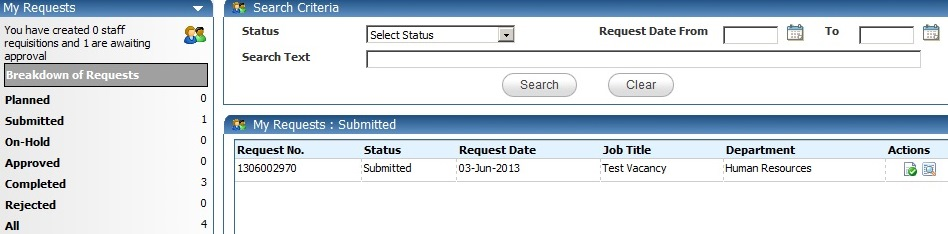 My Requests
You have created 0 staff
requisitions and 1 are awaiting
approval
Breakdown of Requests
Planned 0
Submitted 1
On-Hold 0
Approved 0
Completed 3
Rejected 0
All 4
Search Criteria
Status Select Status Request Date From To
Search Text
Search Clear
My Requests : Submitted
Request No. Status Request Date Job Title Department Actions
1306002970 Submitted 03-Jun-2013 Test Vacancy Human Resources